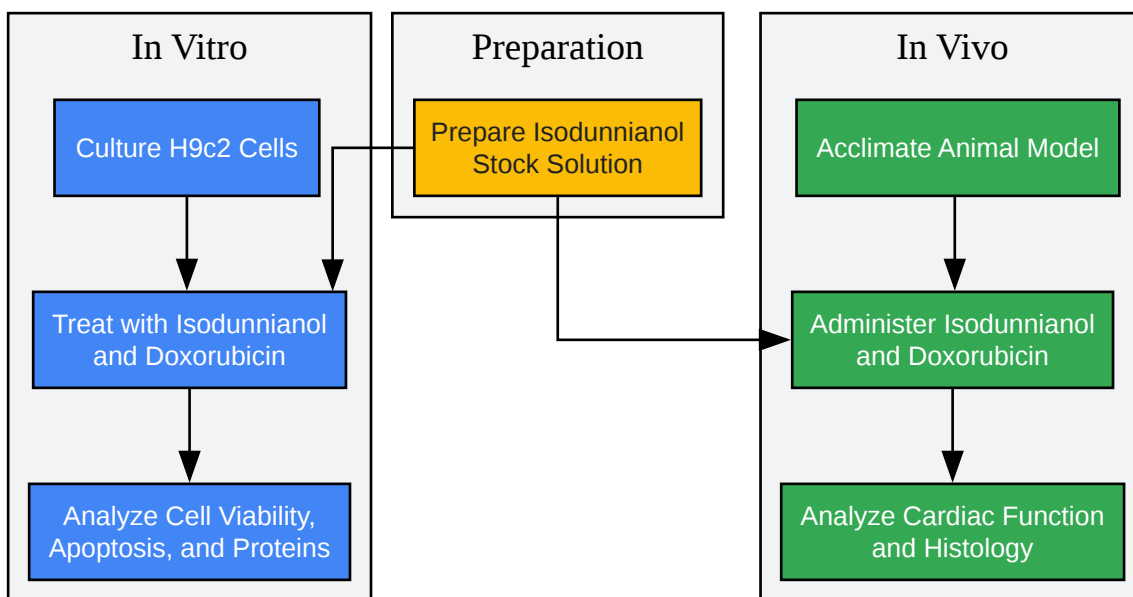 In Vitro
Culture H9c2 Cells
Treat with Isodunnianol
and Doxorubicin
Analyze Cell Viability,
Apoptosis, and Proteins
Preparation
Prepare Isodunnianol
Stock Solution
In Vivo
Acclimate Animal Model
Administer Isodunnianol
and Doxorubicin
Analyze Cardiac Function
and Histology